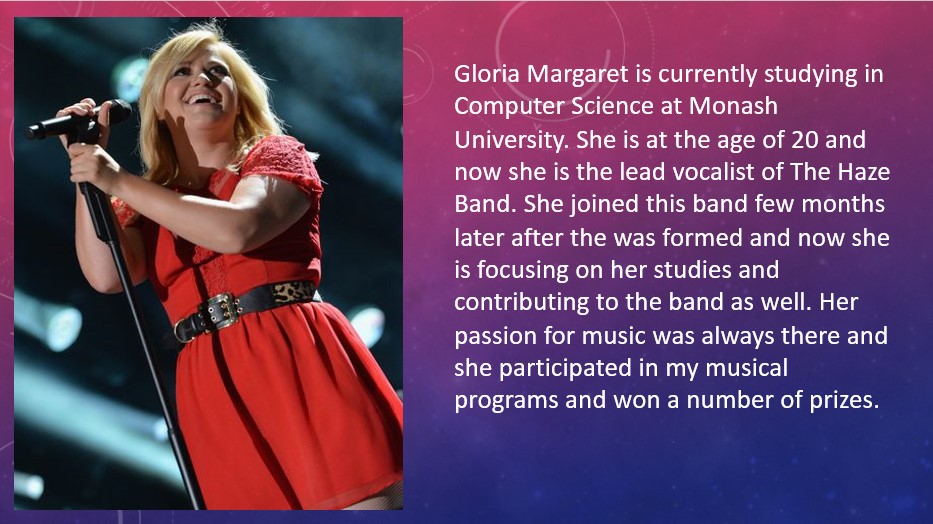 Gloria Margaret is currently studying in
Computer Science at Monash
University. She is at the age of 20 and
now she is the lead vocalist of The Haze
Band. She joined this band few months
later after the was formed and now she
is focusing on her studies and
contributing to the band as well. Her
passion for music was always there and
she participated in my musical
programs and won a number of prizes.